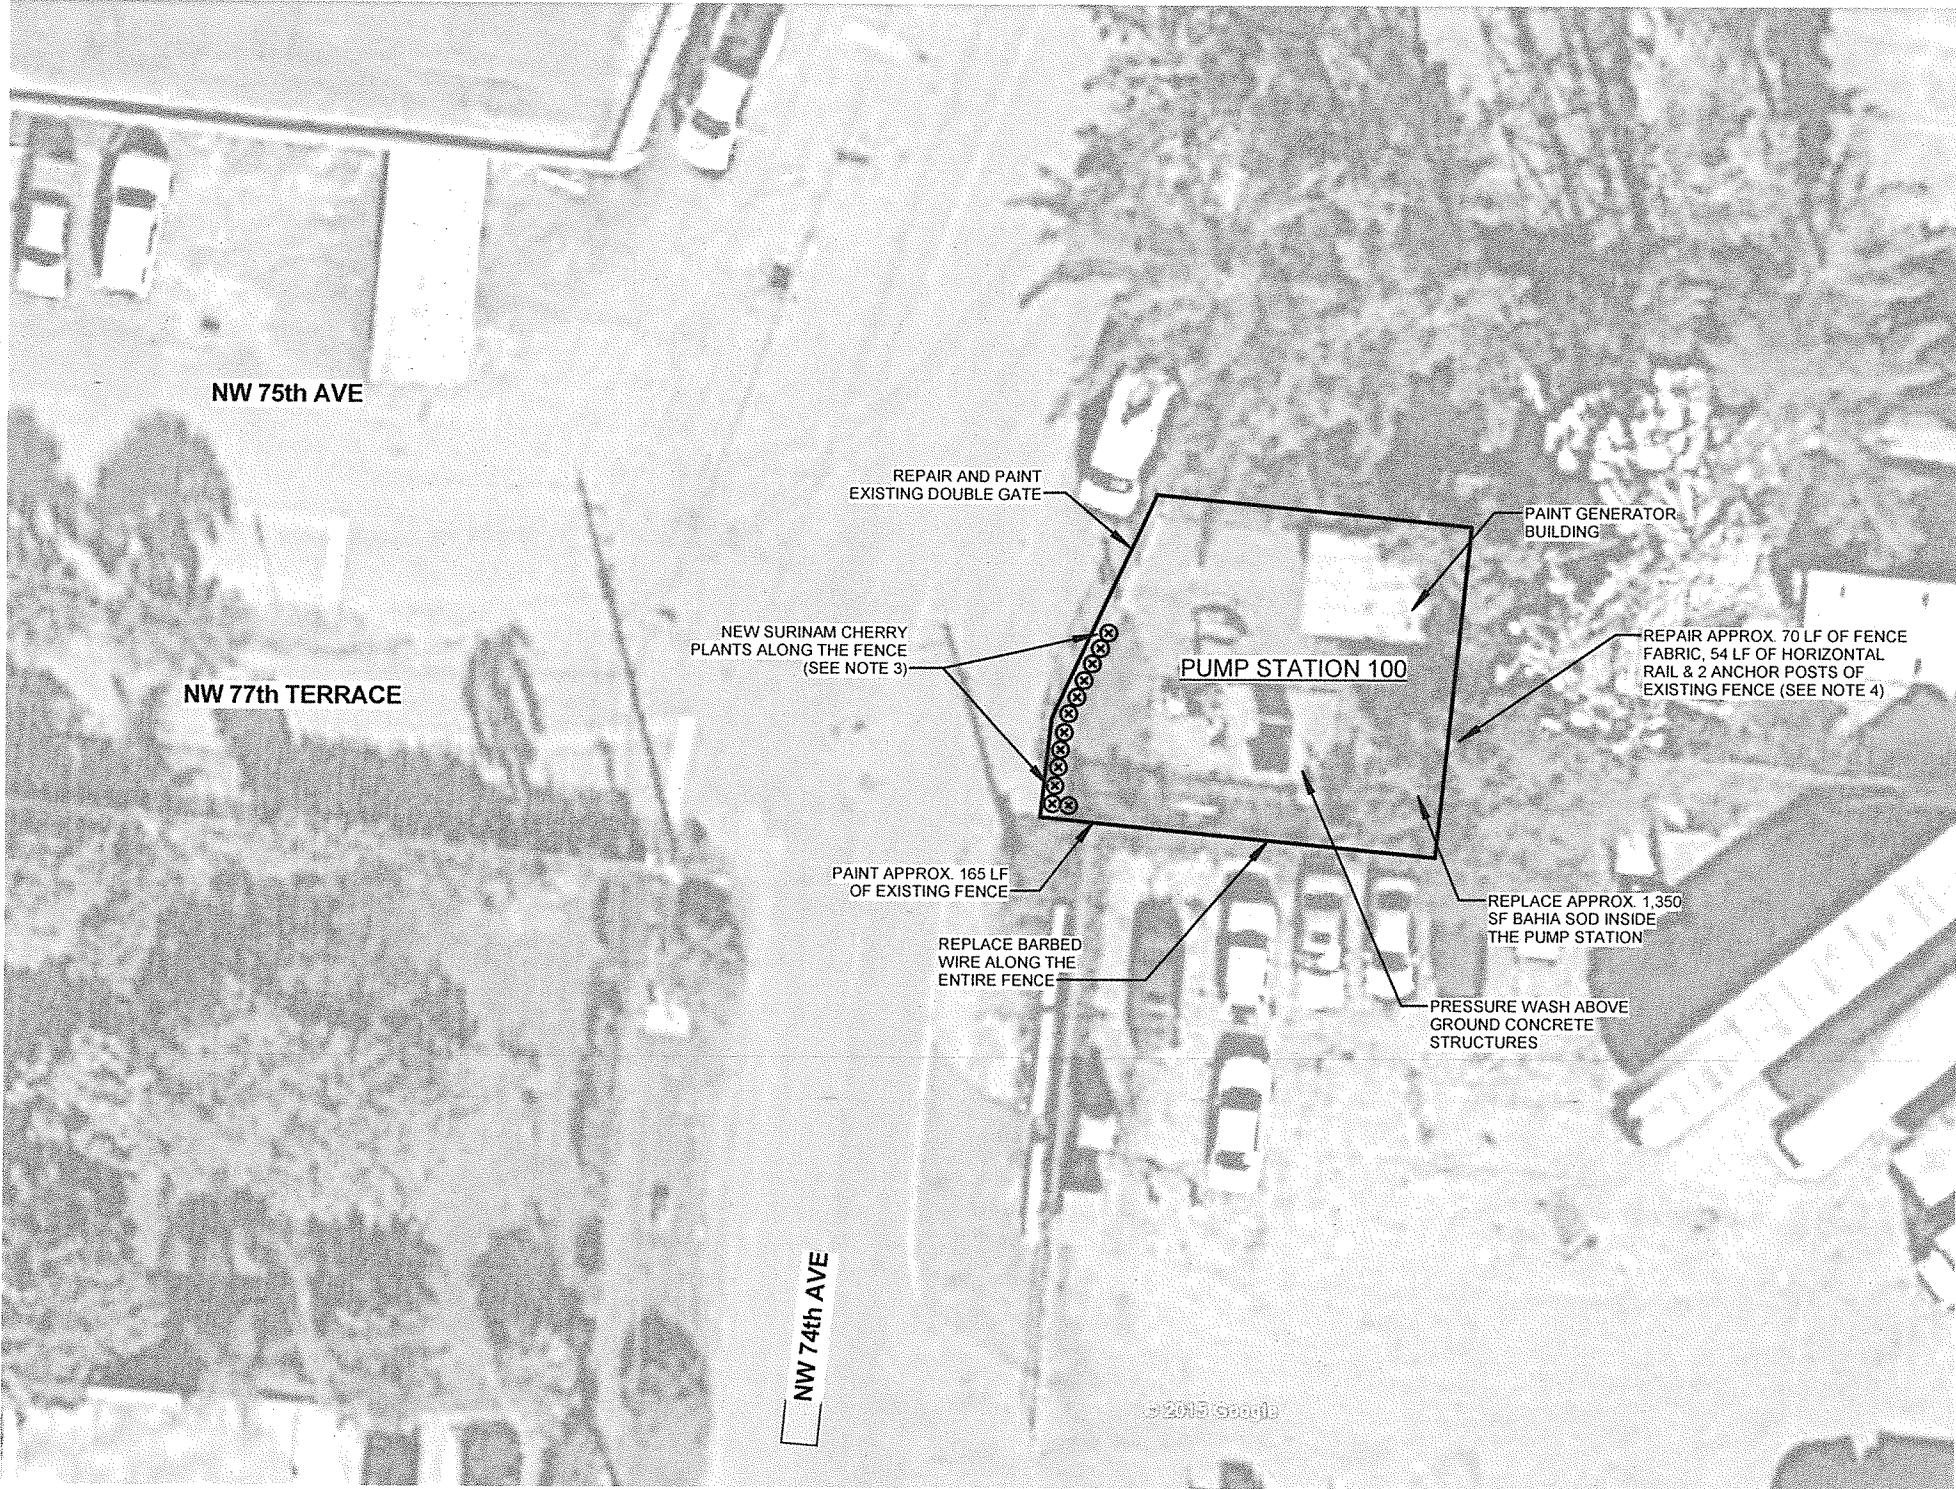 NW 75th AVE
REPAIR AND PAINT
EXISTING DOUBLE GATE
PAINT GENERATOR
BUILDING
NEW SURINAM CHERRY
PLANTS ALONG THE FENCE
(SEE NOTE 3)
PUMP STATION 100
REPAIR APPROX. 70 LF OF FENCE
FABRIC, 54 LF OF HORIZONTAL
RAIL & 2 ANCHOR POSTS OF
EXISTING FENCE (SEE NOTE 4)
NW 77th TERRACE
PAINT APPROX. 165 LF
OF EXISTING FENCE
REPLACE APPROX. 1,350
SF BAHIA SOD INSIDE
THE PUMP STATION
REPLACE BARBED
WIRE ALONG THE
ENTIRE FENCE
PRESSURE WASH ABOVE
GROUND CONCRETE
STRUCTURES
NW 74th AVE
© 2015 Google